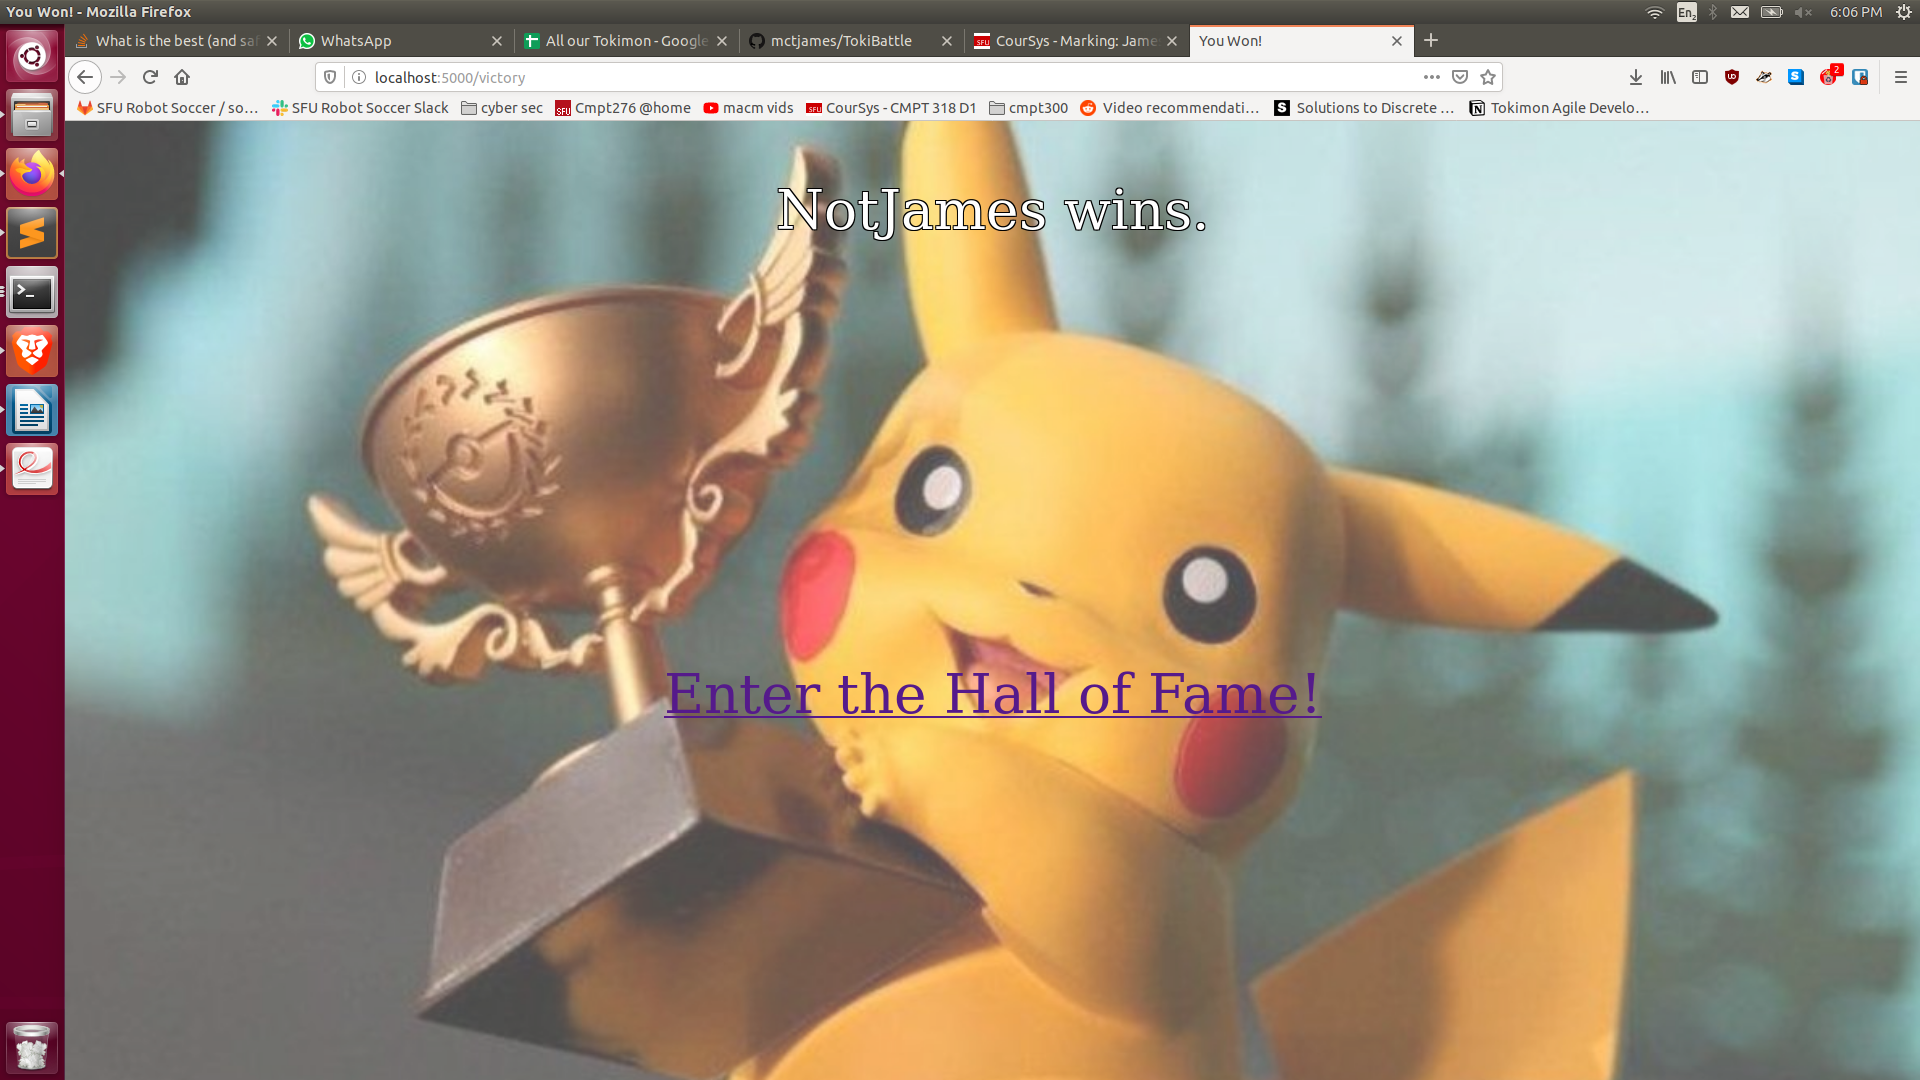 You Won! - Mozilla Firefox
En2
6:06 PM
What is the best (and saf
WhatsApp
All our Tokimon - Google
mctjames/TokiBattle
CourSys - Marking: Jame
You Won!
localhost:5000/victory
2
SFU Robot Soccer / so...
SFU Robot Soccer Slack
cyber sec
Cmpt276 @home
macm vids
CourSys - CMPT 318 D1
cmpt300
Video recommendati...
Solutions to Discrete ...
Tokimon Agile Develo...
NotJames wins.
Enter the Hall of Fame!